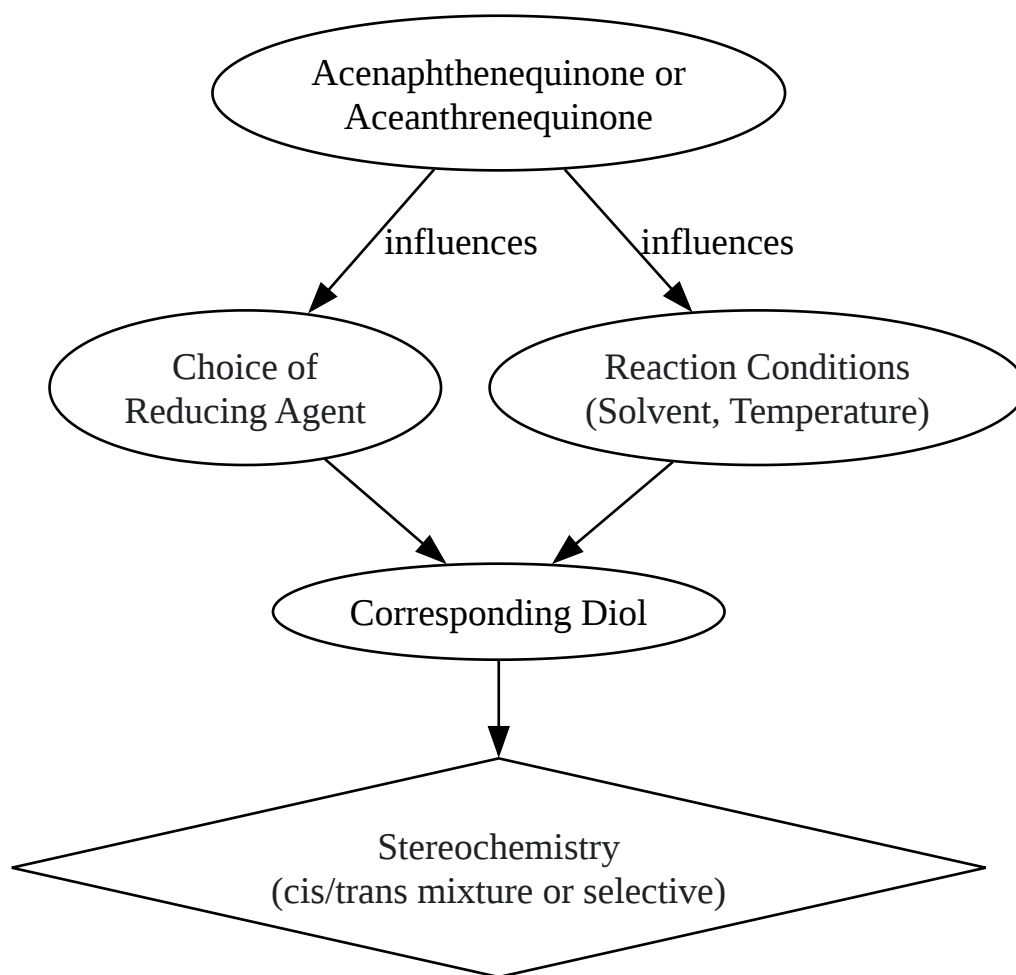 Acenaphthenequinone or
Aceanthrenequinone
influences
influences
Choice of
Reducing Agent
Reaction Conditions
(Solvent, Temperature)
Corresponding Diol
Stereochemistry
(cis/trans mixture or selective)